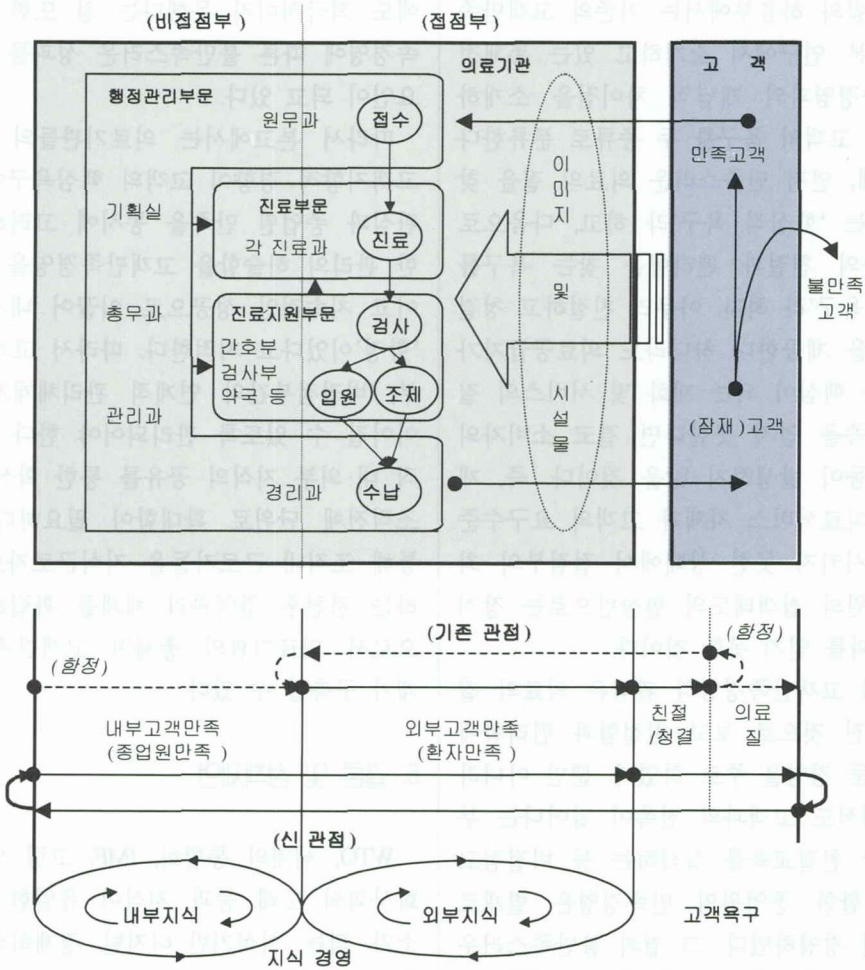 (비접점부)
(접점부)
의료기관
고 객
행정관리부문
원무과
접수
만족고객
이미지 및 시설물
기획실
진료부문
각 진료과
진료
불만족
고객
총무과
진료지원부문
검사
간호부
검사부
약국 등
입원
조제
관리과
(잠재)고객
경리과
수납
(기존 관점)
(함정)
(함정)
내부고객만족
(종업원만족)
외부고객만족
(환자만족)
친절
/청결
의료
질
(신 관점)
내부지식
외부지식
고객욕구
지식 경영